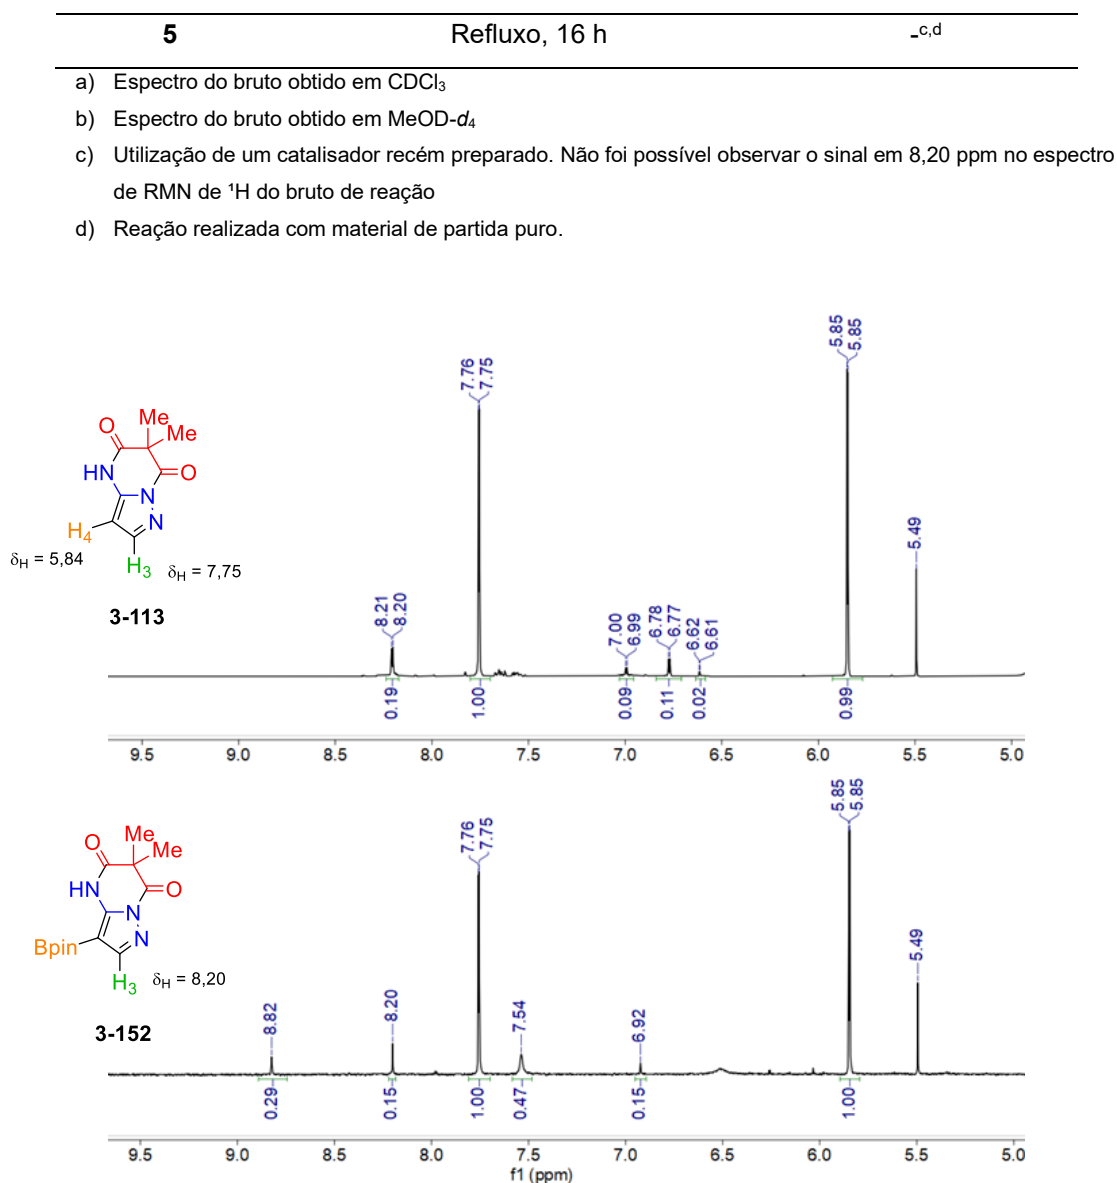 5 Refluxo, 16 h -c,d
a) Espectro do bruto obtido em CDCl3
b) Espectro do bruto obtido em MeOD-d4
c) Utilização de um catalisador recém preparado. Não foi possível observar o sinal em 8,20 ppm no espectro
de RMN de ¹H do bruto de reação
d) Reação realizada com material de partida puro.
5.85
5.85
7.76
7.75
Me
O
Me
O
HN
N
N
H4
δH = 5,84
H3
δH = 7,75
3-113
8.21
8.20
7.00
6.99
6.78
6.77
6.62
6.61
5.49
0.19
1.00
0.09
0.11
0.02
0.99
9.5 9.0 8.5 8.0 7.5 7.0 6.5 6.0 5.5 5.0
5.85
5.85
7.76
7.75
Me
O
Me
O
HN
N
N
Bpin
H3
δH = 8,20
3-152
8.82
8.20
7.54
6.92
5.49
0.29
0.15
1.00
0.47
0.15
1.00
9.5 9.0 8.5 8.0 7.5 7.0 6.5 6.0 5.5 5.0
f1 (ppm)